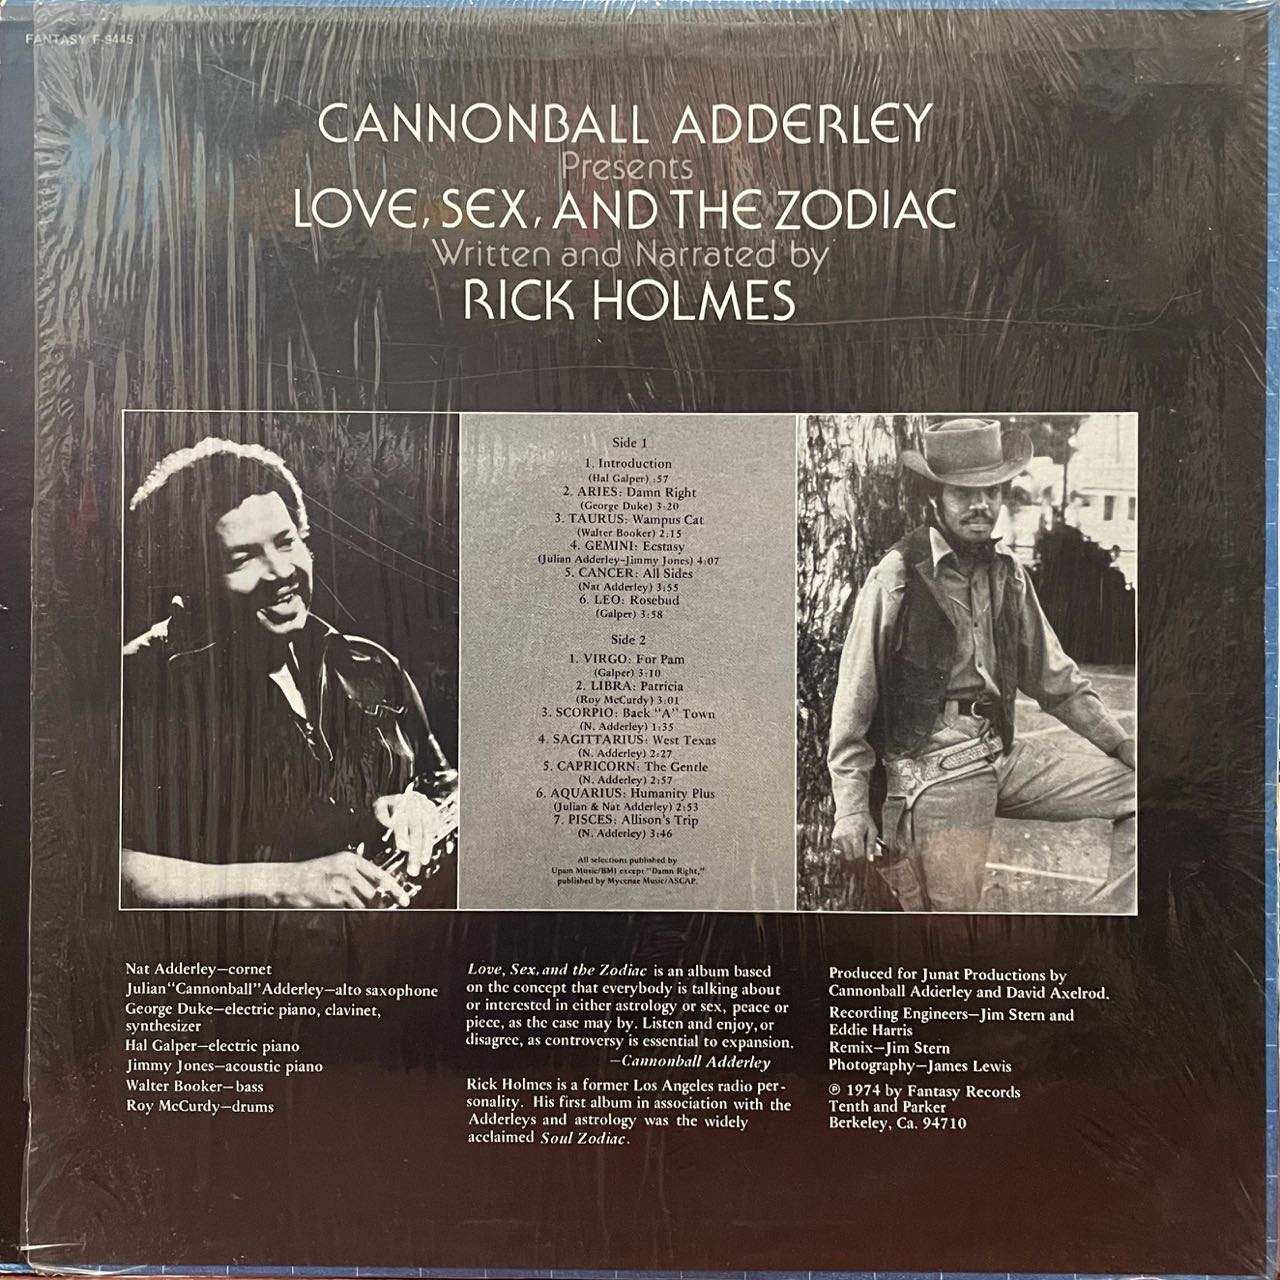 FANTASY F-9445
CANNONBALL ADDERLEY
Presents
LOVE, SEX, AND THE ZODIAC
Written and Narrated by
RICK HOLMES
Side 1
1. Introduction
(Hal Galper) :57
2. ARIES: Damn Right
(George Duke) 3:20
3. TAURUS: Wampus Cat
(Walter Booker) 2:15
4. GEMINI: Ecstasy
(Julian Adderley-Jimmy Jones) 4:07
5. CANCER: All Sides
(Nat Adderley) 3:55
6. LEO: Rosebud
(Galper) 3:58
Side 2
1. VIRGO: For Pam
(Galper) 3:10
2. LIBRA: Patricia
(Roy McCurdy) 3:01
3. SCORPIO: Back "A" Town
(N. Adderley) 1:35
4. SAGITTARIUS: West Texas
(N. Adderley) 2:27
5. CAPRICORN: The Gentle
(N. Adderley) 2:57
6. AQUARIUS: Humanity Plus
(Julian & Nat Adderley) 2:53
7. PISCES: Allison's Trip
(N. Adderley) 3:46
All selections published by
Upam Music/BMI except "Damn Right,"
published by Mycenae Music/ASCAP.
Nat Adderley—cornet
Julian "Cannonball" Adderley—alto saxophone
George Duke—electric piano, clavinet,
synthesizer
Hal Galper—electric piano
Jimmy Jones—acoustic piano
Walter Booker—bass
Roy McCurdy—drums
Love, Sex, and the Zodiac is an album based
on the concept that everybody is talking about
or interested in either astrology or sex, peace or
piece, as the case may by. Listen and enjoy, or
disagree, as controversy is essential to expansion.
—Cannonball Adderley
Rick Holmes is a former Los Angeles radio per-
sonality. His first album in association with the
Adderleys and astrology was the widely
acclaimed Soul Zodiac.
Produced for Junat Productions by
Cannonball Adderley and David Axelrod.
Recording Engineers—Jim Stern and
Eddie Harris
Remix—Jim Stern
Photography—James Lewis
℗ 1974 by Fantasy Records
Tenth and Parker
Berkeley, Ca. 94710